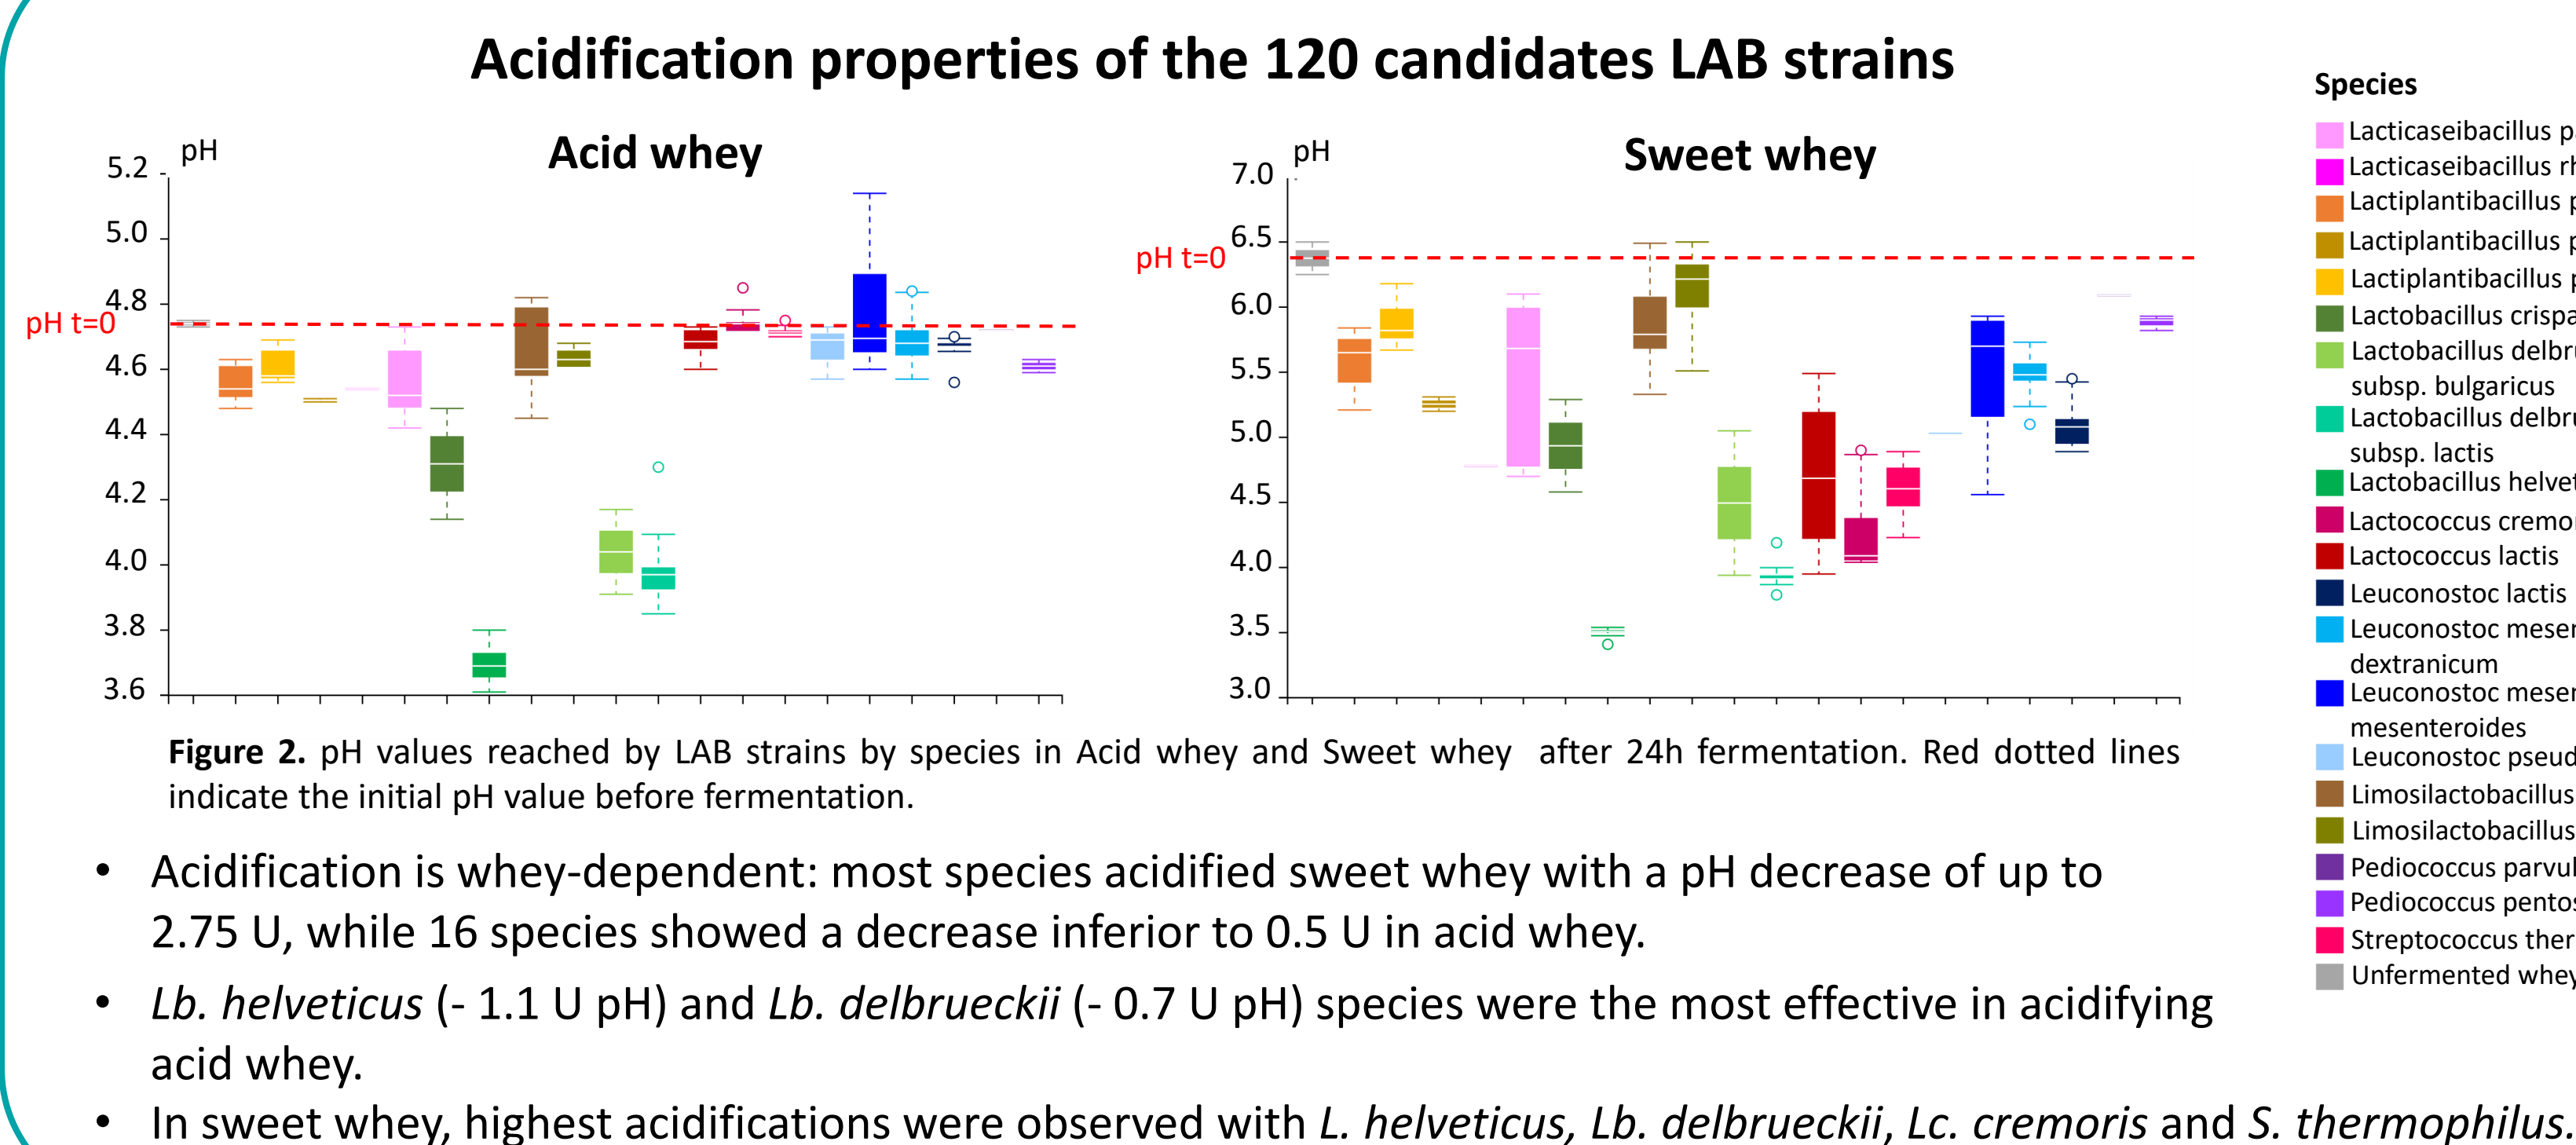 Acidification properties of the 120 candidates LAB strains
Acid whey
pH
5.2
5.0
4.8
pH t=0
4.6
4.4
4.2
4.0
3.8
3.6
Sweet whey
pH
7.0
6.5
pH t=0
6.0
5.5
5.0
4.5
4.0
3.5
3.0
Species
Lacticaseibacillus
Lacticaseibacillus
Lactiplantibacillus
Lactiplantibacillus
Lactiplantibacillus
Lactobacillus
Lactobacillus
subsp. bulgaricus
Lactobacillus
subsp. lactis
Lactobacillus
Lactococcus
Lactococcus lactis
Leuconostoc lactis
Leuconostoc
dextranicum
Leuconostoc
mesenteroides
Leuconostoc
Limosilactobacillus
Limosilactobacillus
Pediococcus
Pediococcus
Streptococcus
Unfermented whey
Figure 2. pH values reached by LAB strains by species in Acid whey and Sweet whey after 24h fermentation. Red dotted lines
indicate the initial pH value before fermentation.
• Acidification is whey-dependent: most species acidified sweet whey with a pH decrease of up to
2.75 U, while 16 species showed a decrease inferior to 0.5 U in acid whey.
• Lb. helveticus (- 1.1 U pH) and Lb. delbrueckii (- 0.7 U pH) species were the most effective in acidifying
acid whey.
• In sweet whey, highest acidifications were observed with L. helveticus, Lb. delbrueckii, Lc. cremoris and S. thermophilus.